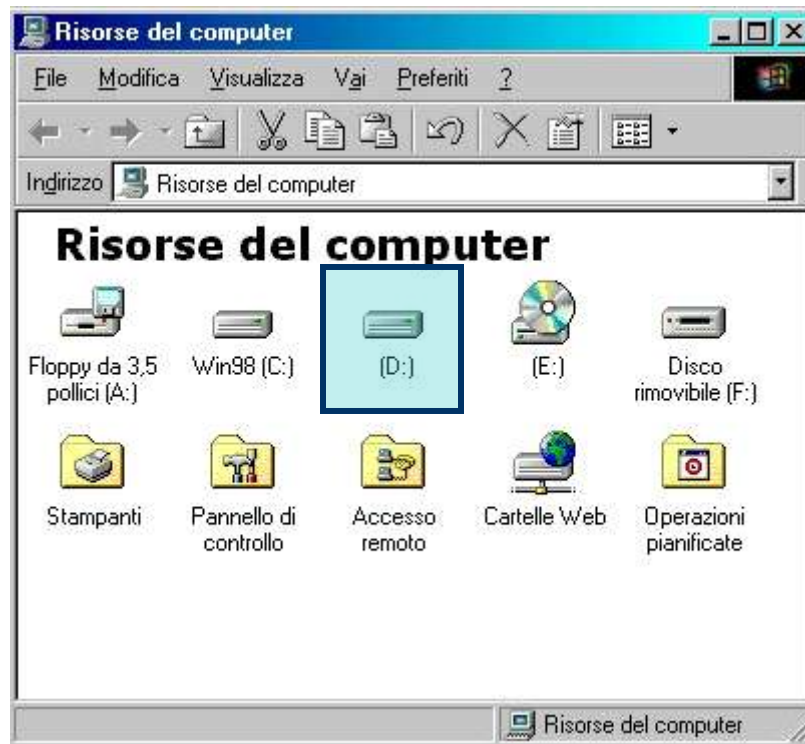 Risorse del computer
File Modifica Visualizza Vai Preferiti ?
Indirizzo Risorse del computer
Risorse del computer
Floppy da 3,5 pollici (A:)
Win98 (C:)
(D:)
(E:)
Disco rimovibile (F:)
Stampanti
Pannello di controllo
Accesso remoto
Cartelle Web
Operazioni pianificate
Risorse del computer